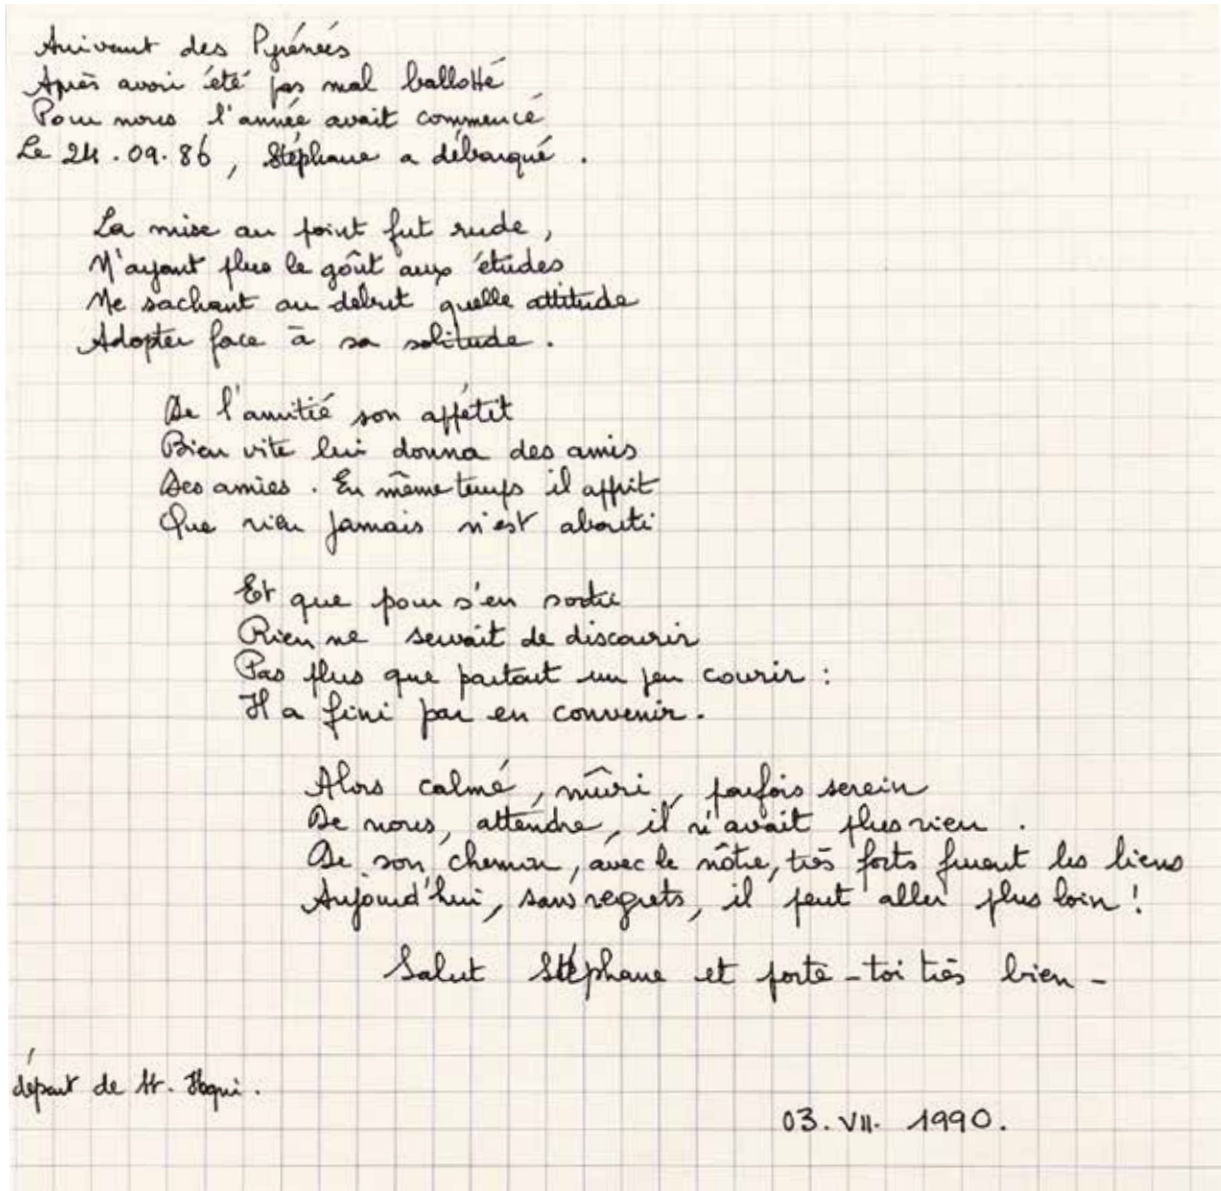 Arrivant des Pyrénées
Après avoir été pas mal ballotté
Pour nous l'année avait commencé
Le 24.09.86, Stéphane a débarqué.
La mise au point fut rude,
N'ayant plus le goût aux études
Ne sachant au début quelle attitude
Adopter face à sa solitude.
De l'amitié son appétit
Bien vite lui donna des amis
Des amies. En même temps il apprit
Que rien jamais n'est abouti
Et que pour s'en sortir
Rien ne servait de discourir
Pas plus que partout un peu courir :
Il a fini par en convenir.
Alors calmé, mûri, parfois serein
De nous, attendre, il n'avait plus rien.
De son chemin, avec le nôtre, très forts furent les liens
Aujourd'hui, sans regrets, il peut aller plus loin !
Salut Stéphane et porte-toi très bien -
départ de St.
03.VII. 1990.